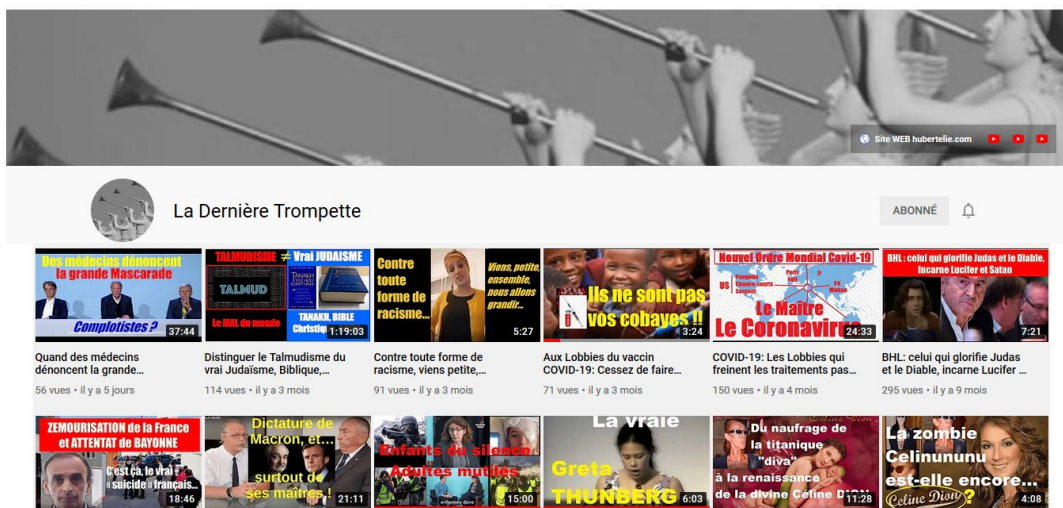 Site WEB hubertelie.com
La Dernière Trompette
ABONNÉ
Des médecins dénoncent
la grande Mascarade
Complotistes ?
37:44
TALMUDISME ≠ Vrai JUDAISME
TALMUD
TANAKH
Le MAL du monde
TANAKH, BIBLE
1:19:03
Contre
toute
forme de
racisme...
Viens, petite,
ensemble,
nous allons
grandir...
5:27
Ils ne sont pas
vos cobayes !!
3:24
Nouvel Ordre Mondial Covid-19
US
Paris
P4
Wuhan
Le Maître
Le Coronavirus
24:33
BHL : celui qui glorifie Judas et le Diable,
Incarne Lucifer et Satan
7:21
Quand des médecins
dénoncent la grande...
56 vues • il y a 5 jours
Distinguer le Talmudisme du
vrai Judaïsme, Biblique,...
114 vues • il y a 3 mois
Contre toute forme de
racisme, viens petite,...
91 vues • il y a 3 mois
Aux Lobbies du vaccin
COVID-19: Cessez de faire...
71 vues • il y a 3 mois
COVID-19: Les Lobbies qui
freinent les traitements pas...
150 vues • il y a 4 mois
BHL: celui qui glorifie Judas
et le Diable, incarne Lucifer ...
295 vues • il y a 9 mois
ZEMOURISATION de la France
et ATTENTAT de BAYONNE
C'est ça, le vrai
« suicide » français...
18:46
Dictature de
Macron, et...
surtout de
ses maîtres !
21:11
Enfants du silence
Adultes mutilés
15:00
La vraie
Greta
THUNBERG
6:03
Du naufrage de
la titanique
"diva"
à la renaissance
de la divine Céline DION
11:28
La zombie
Celinununu
est-elle encore...
Celine Dion ?
4:08